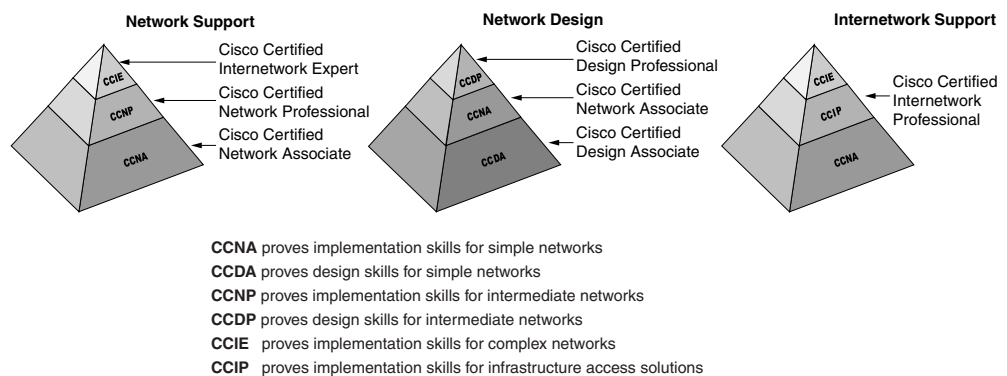 Network Support
CCIE
CCNP
CCNA
Cisco Certified
Internetwork Expert
Cisco Certified
Network Professional
Cisco Certified
Network Associate
Network Design
CCDP
CCNA
CCDA
Cisco Certified
Design Professional
Cisco Certified
Network Associate
Cisco Certified
Design Associate
Internetwork Support
CCIE
CCIP
CCNA
Cisco Certified
Internetwork
Professional
CCNA proves implementation skills for simple networks
CCDA proves design skills for simple networks
CCNP proves implementation skills for intermediate networks
CCDP proves design skills for intermediate networks
CCIE proves implementation skills for complex networks
CCIP proves implementation skills for infrastructure access solutions